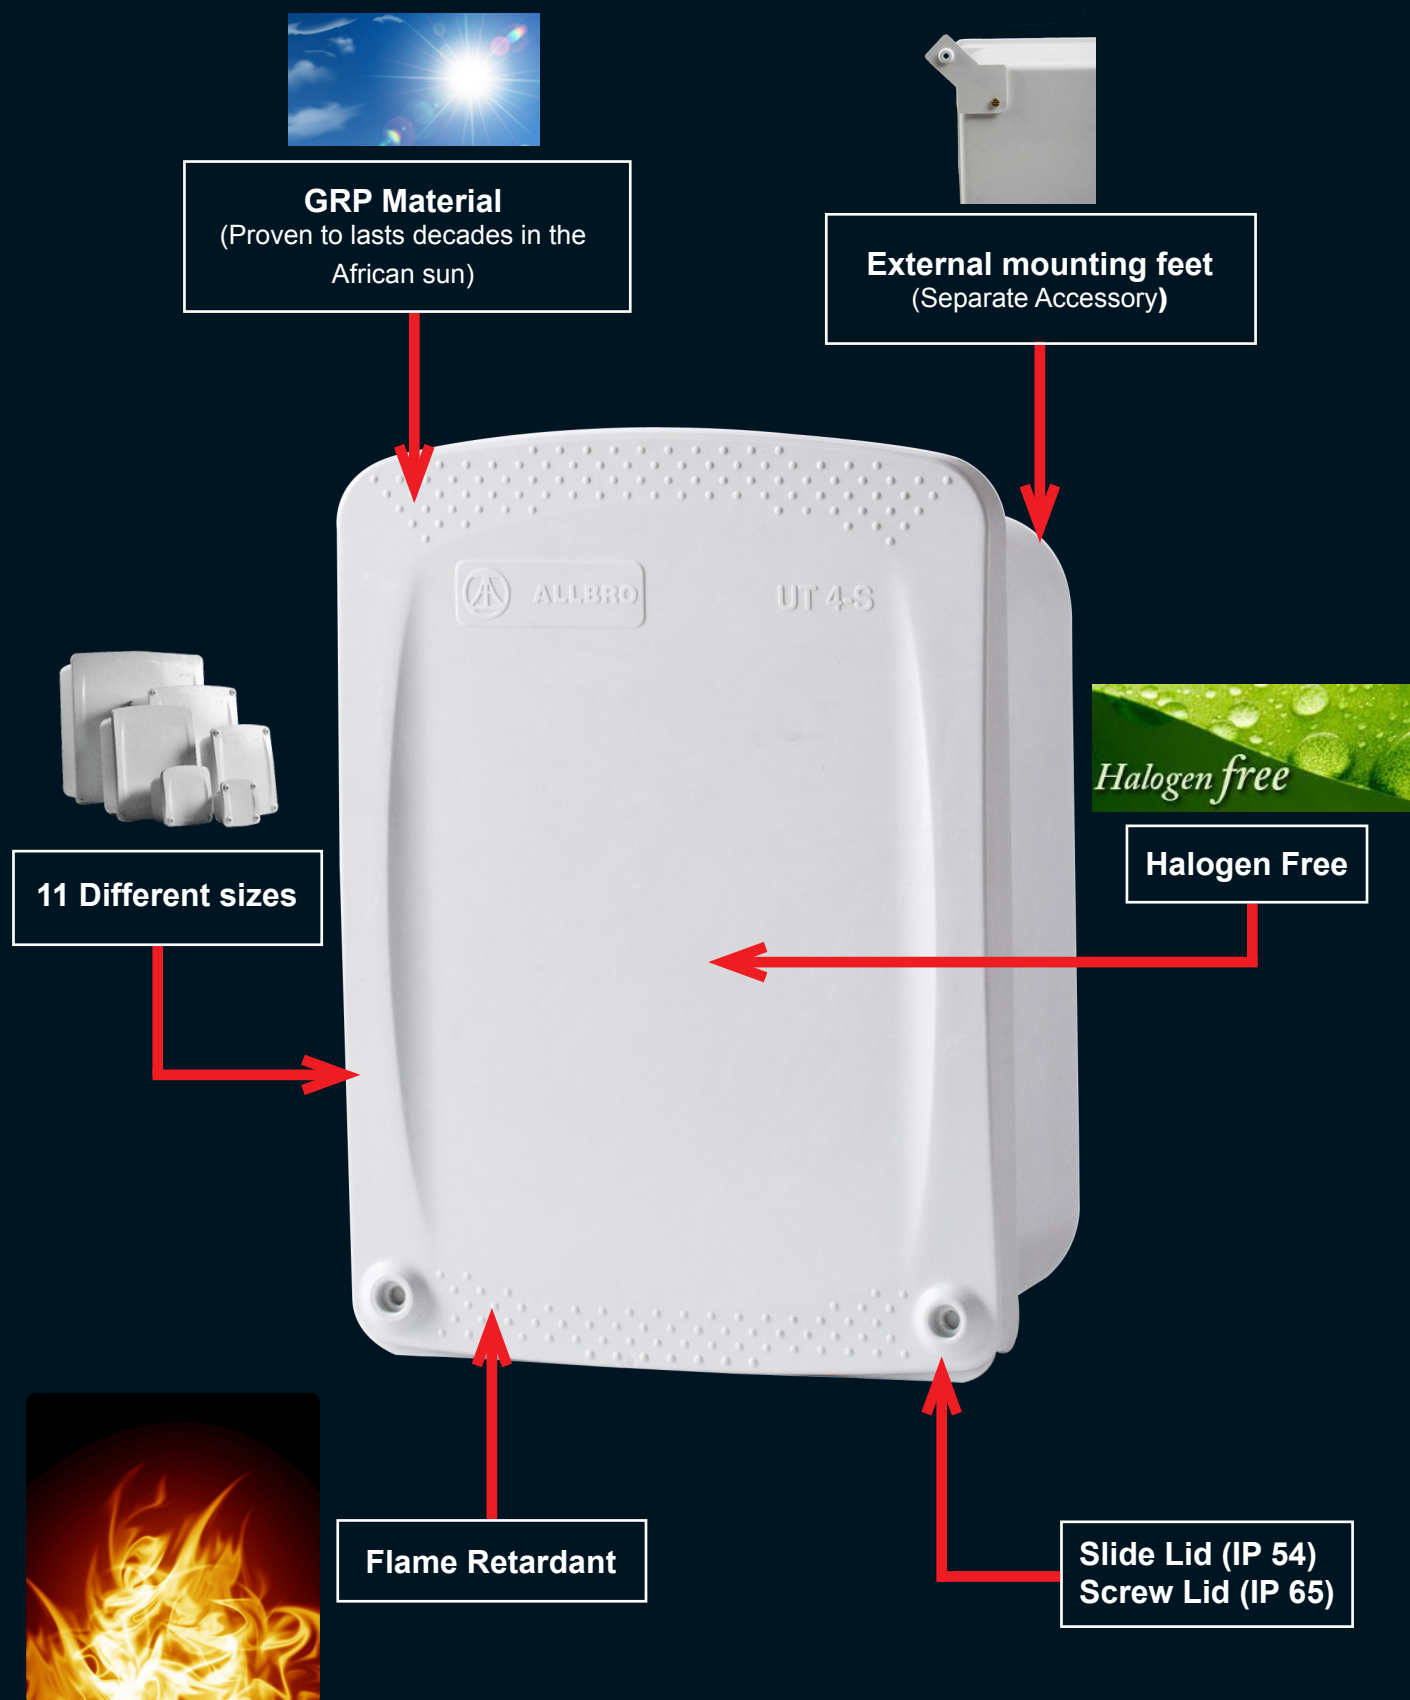 GRP Material
(Proven to lasts decades in the
African sun)
External mounting feet
(Separate Accessory)
ALLBRO
UT 4-S
11 Different sizes
Halogen free
Halogen Free
Flame Retardant
Slide Lid (IP 54)
Screw Lid (IP 65)